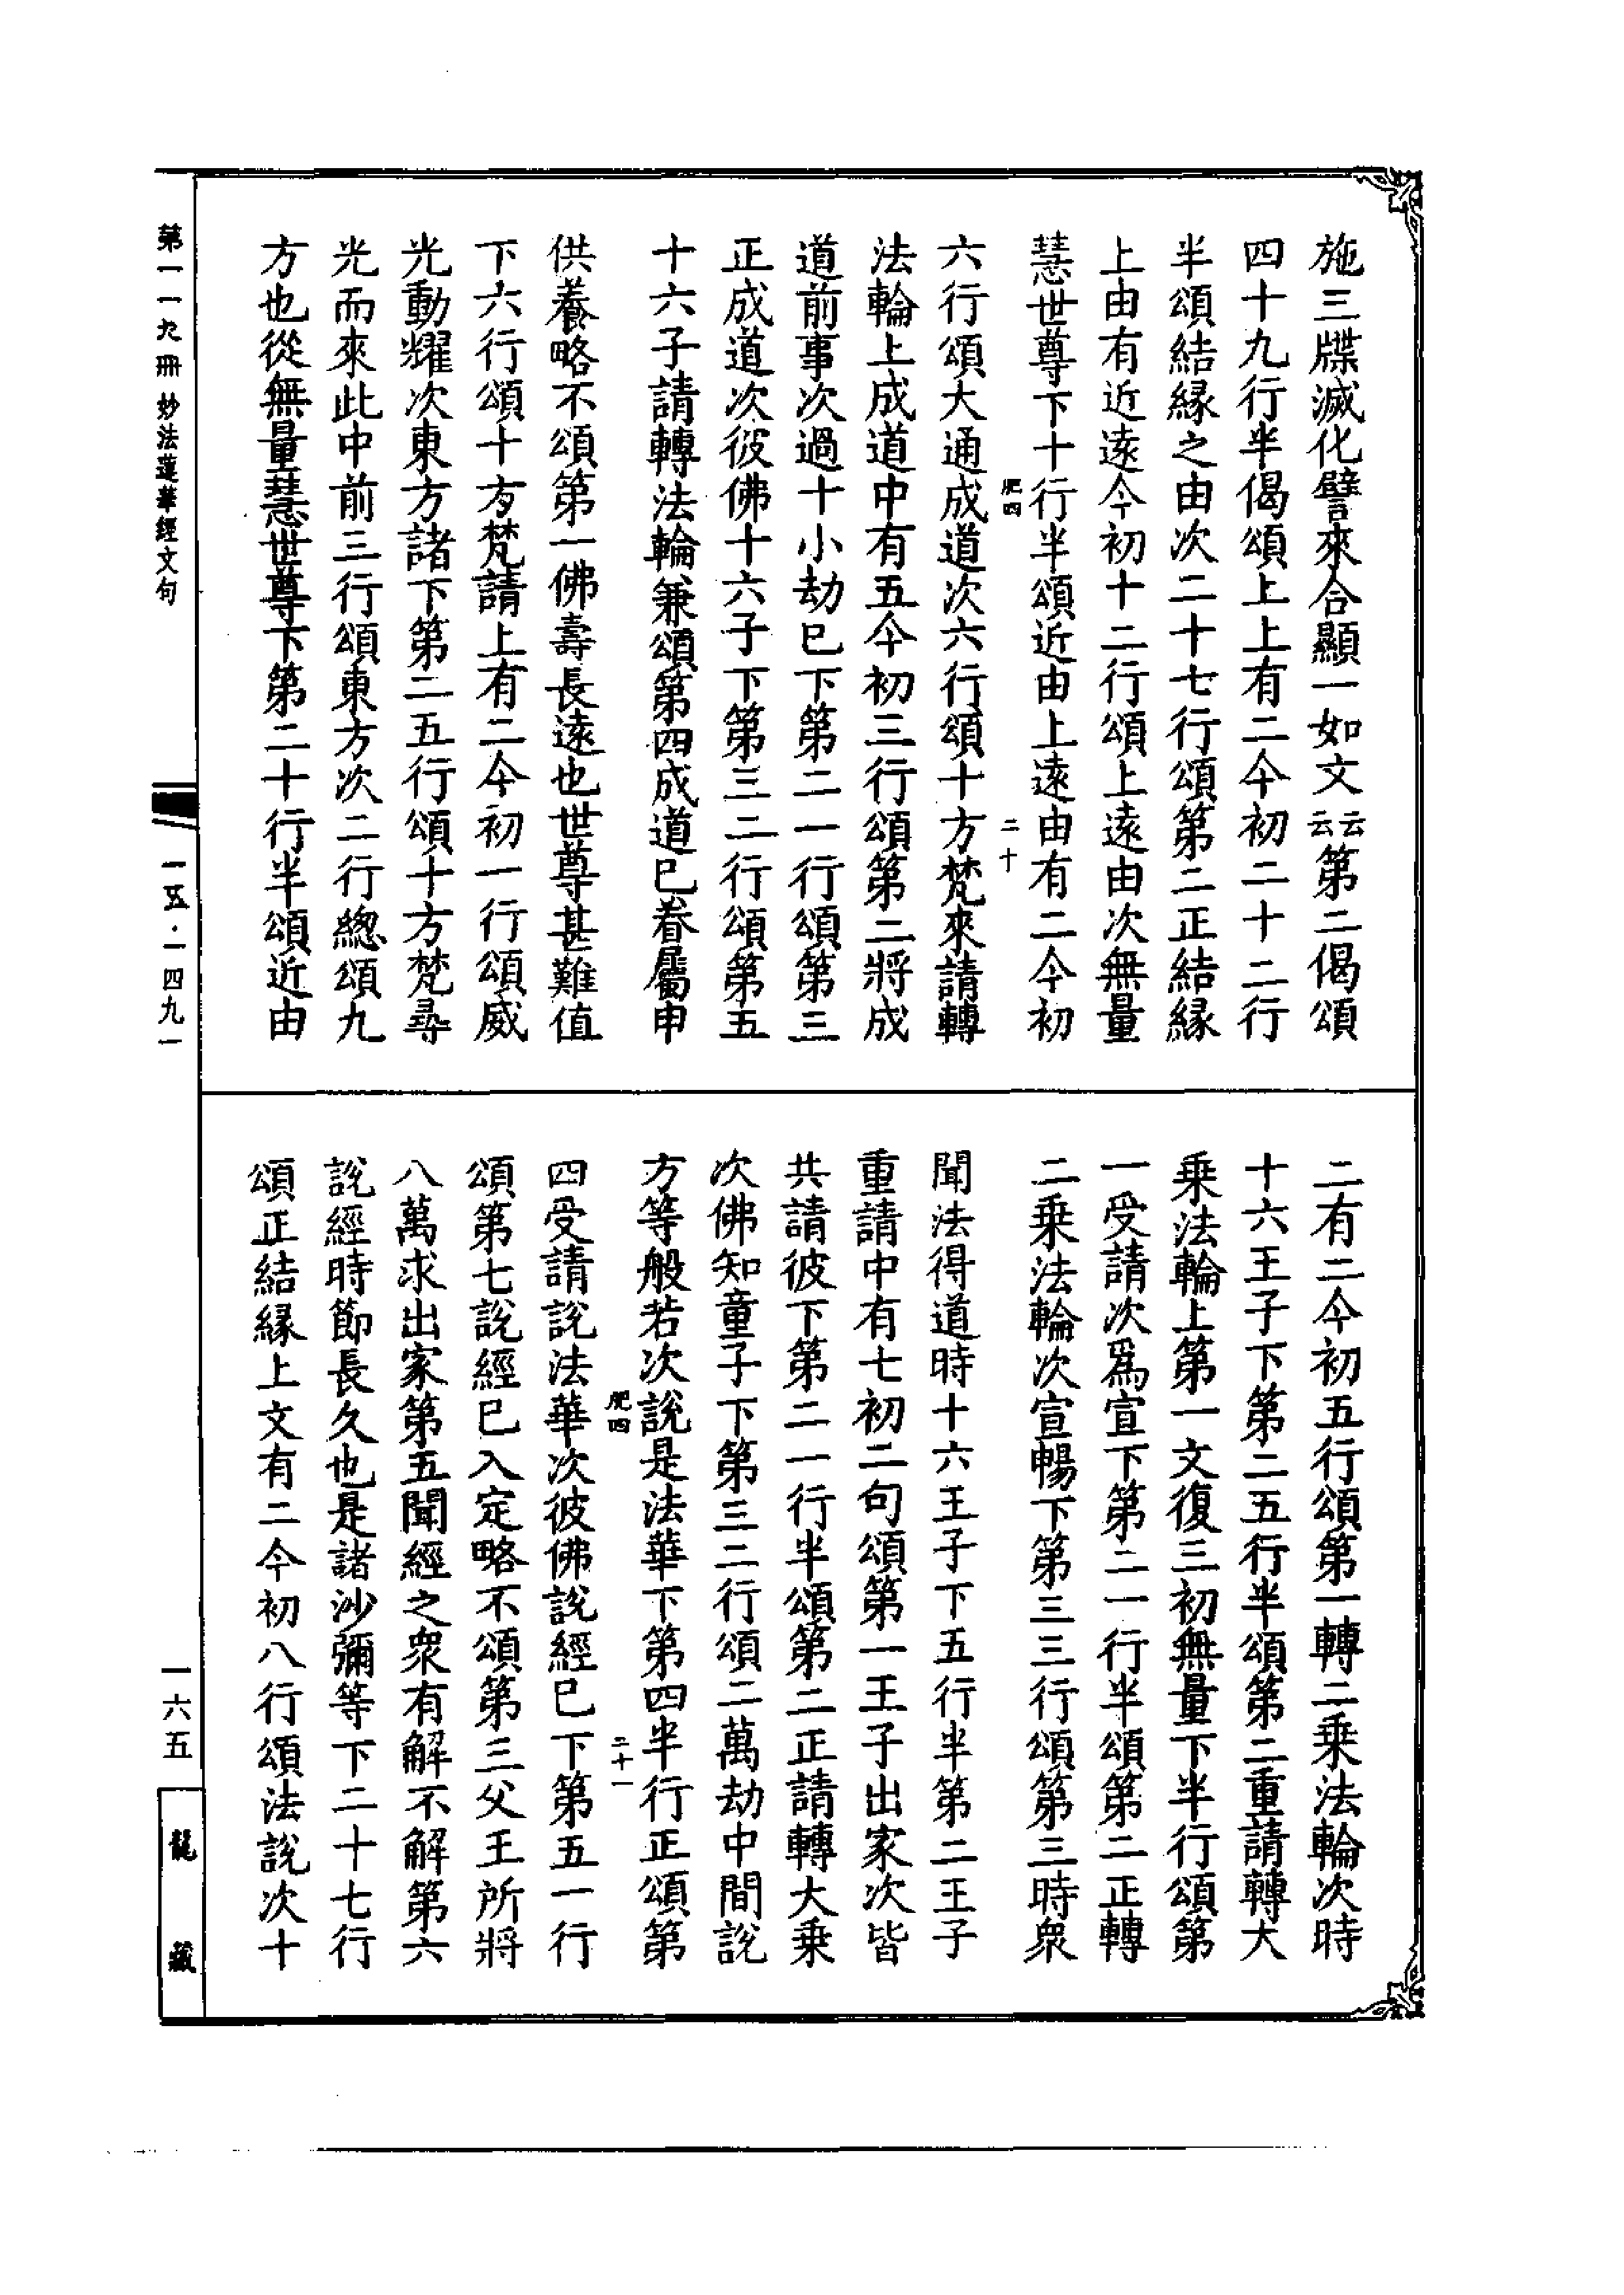 施三牒滅化譬來合顯一如文云云第二偈頌
四十九行半偈頌上上有二今初二十二行
半頌結緣之由次二十七行頌第二正結緣
上由有近遠今初十二行頌上遠由次無量
慧世尊下十行半頌近由上遠由有二今初
肥四
二十
六行頌大通成道次六行頌十方梵來請轉
法輪上成道中有五今初三行頌第二將成
道前事次過十小劫已下第二一行頌第三
正成道次彼佛十六子下第三二行頌第五
十六子請轉法輪兼頌第四成道已眷屬申
供養略不頌第一佛壽長遠也世尊甚難值
下六行頌十方梵請上有二今初一行頌威
光動耀次東方諸下第二五行頌十方梵尋
光而來此中前三行頌東方次二行總頌九
方也從無量慧世尊下第二十行半頌近由
二有二今初五行頌第一轉二乘法輪次時
十六王子下第二五行半頌第二重請轉大
乘法輪上第一文復三初無量下半行頌第
一受請次為宣下第二一行半頌第二正轉
二乘法輪次宣暢下第三三行頌第三時眾
聞法得道時十六王子下五行半第二王子
重請中有七初二句頌第一王子出家次皆
共請彼下第二一行半頌第二正請轉大乘
次佛知童子下第三二行頌二萬劫中間說
方等般若次說是法華下第四半行正頌第
肥四
二十一
四受請說法華次彼佛說經已下第五一行
頌第七說經已入定略不頌第三父王所將
八萬求出家第五聞經之眾有解不解第六
說經時節長久也是諸沙彌等下二十七行
頌正結緣上文有二今初八行頌法說次十
第一一九冊 妙法蓮華經文句
一五·一四九一
一六五
龍藏